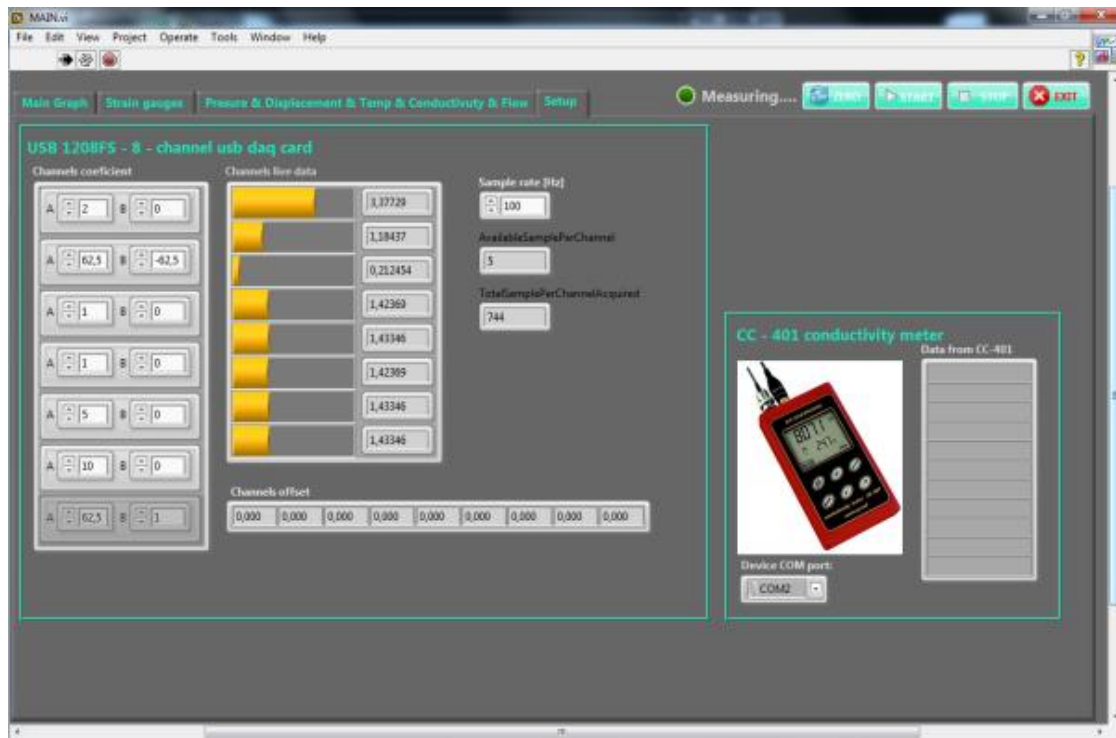 MAIN.vi
File Edit View Project Operate Tools Window Help
Main Graph Strain gauges Presure & Displacement & Temp & Conductivuty & Flow Setup Measuring.... ZERO START STOP EXIT
USB 1208FS - 8 - channel usb daq card
Channels coeficient Channels live data
A 2 B 0
A 62,5 B -62,5
A 1 B 0
A 1 B 0
A 5 B 0
A 10 B 0
A 62,5 B 1
3,37729
1,18437
0,212454
1,42369
1,43346
1,42369
1,43346
1,43346
Sample rate [Hz]
100
AvailableSamplePerChannel
5
TotalSamplePerChannelAcquired
744
Channels offset
0,000 0,000 0,000 0,000 0,000 0,000 0,000 0,000 0,000
CC - 401 conductivity meter
Data from CC-401
Device COM port:
COM2